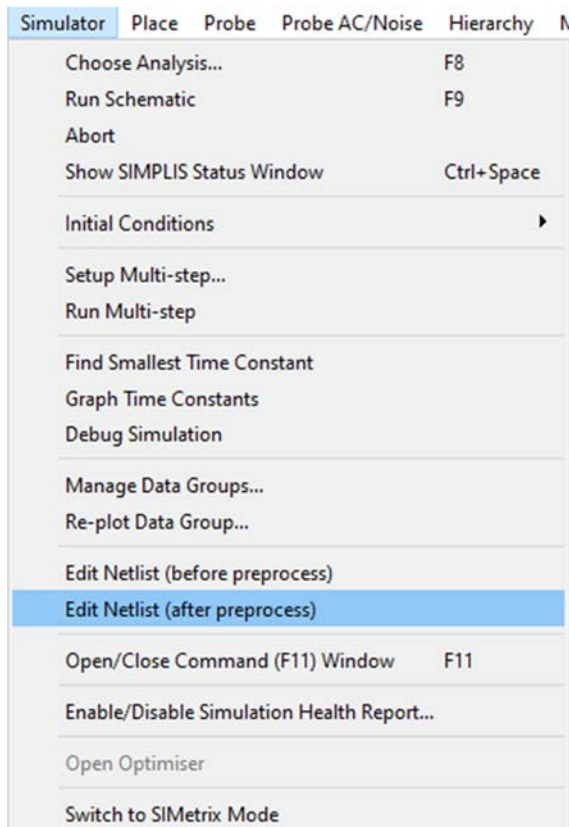 Simulator Place Probe Probe AC/Noise Hierarchy
Choose Analysis... F8
Run Schematic F9
Abort
Show SIMPLIS Status Window Ctrl+Space
Initial Conditions
Setup Multi-step...
Run Multi-step
Find Smallest Time Constant
Graph Time Constants
Debug Simulation
Manage Data Groups...
Re-plot Data Group...
Edit Netlist (before preprocess)
Edit Netlist (after preprocess)
Open/Close Command (F11) Window F11
Enable/Disable Simulation Health Report...
Open Optimiser
Switch to SIMetrix Mode